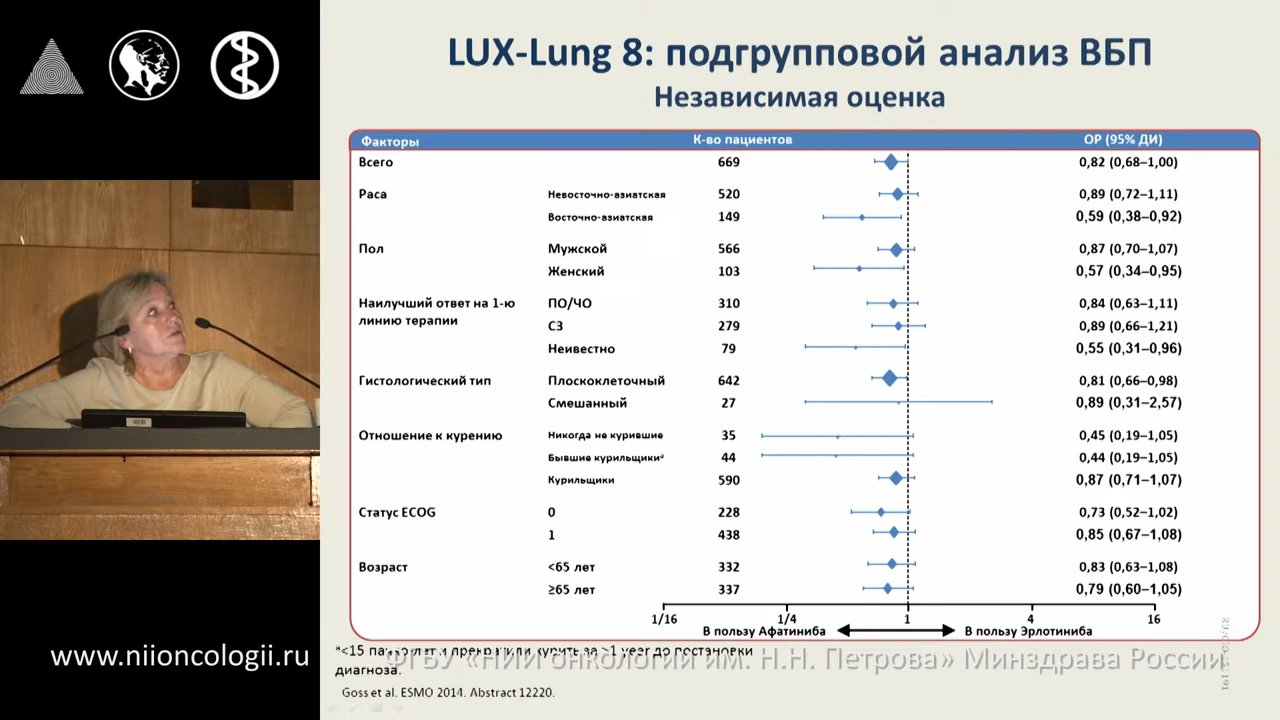 LUX-Lung 8: подгрупповой анализ ВБП
Независимая оценка
Факторы К-во пациентов ОР (95% ДИ)
Всего 669 0,82 (0,68–1,00)
Раса Невосточно-азиатская 520 0,89 (0,72–1,11)
Восточно-азиатская 149 0,59 (0,38–0,92)
Пол Мужской 566 0,87 (0,70–1,07)
Женский 103 0,57 (0,34–0,95)
Наилучший ответ на 1-ю ПО/ЧО 310 0,84 (0,63–1,11)
линию терапии
СЗ 279 0,89 (0,66–1,21)
Неивестно 79 0,55 (0,31–0,96)
Гистологический тип Плоскоклеточный 642 0,81 (0,66–0,98)
Смешанный 27 0,89 (0,31–2,57)
Отношение к курению Никогда не курившие 35 0,45 (0,19–1,05)
Бывшие курильщикиª 44 0,44 (0,19–1,05)
Курильщики 590 0,87 (0,71–1,07)
Статус ECOG 0 228 0,73 (0,52–1,02)
1 438 0,85 (0,67–1,08)
Возраст <65 лет 332 0,83 (0,63–1,08)
≥65 лет 337 0,79 (0,60–1,05)
1/16 1/4 1 4 16
В пользу Афатиниба В пользу Эрлотиниба
ª<15 пачко-лет и прекратили курить за >1 year до постановки
диагноза.
Goss et al. ESMO 2014. Abstract 1222O.
www.niioncologii.ru
ФГБУ «НИИ онкологии им. Н.Н. Петрова» Минздрава России